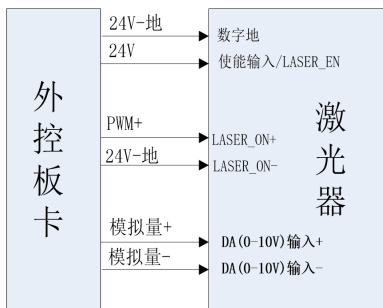 24V-地
数字地
24V
使能输入/LASER_EN
外控板卡
激光器
PWM+
LASER_ON+
24V-地
LASER_ON-
模拟量+
DA(0-10V)输入+
模拟量-
DA(0-10V)输入-